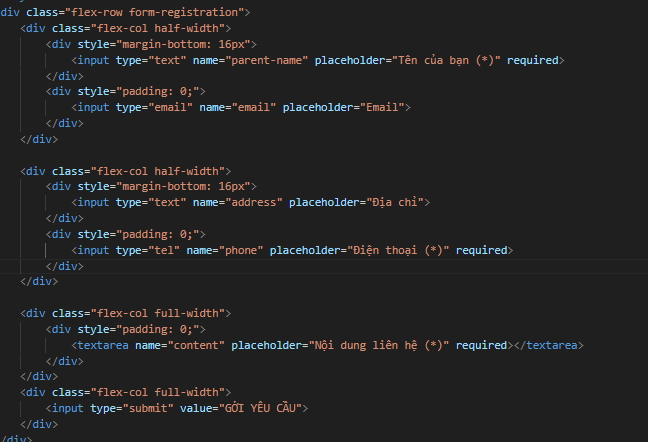 div class="flex-row form-registration">
<div class="flex-col half-width">
<div style="margin-bottom: 16px">
<input type="text" name="parent-name" placeholder="Tên của bạn (*)" required>
</div>
<div style="padding: 0;">
<input type="email" name="email" placeholder="Email">
</div>
</div>
<div class="flex-col half-width">
<div style="margin-bottom: 16px">
<input type="text" name="address" placeholder="Địa chỉ">
</div>
<div style="padding: 0;">
<input type="tel" name="phone" placeholder="Điện thoại (*)" required>
</div>
</div>
<div class="flex-col full-width">
<div style="padding: 0;">
<textarea name="content" placeholder="Nội dung liên hệ (*)" required></textarea>
</div>
</div>
<div class="flex-col full-width">
<input type="submit" value="GỞI YÊU CẦU">
</div>
/div>